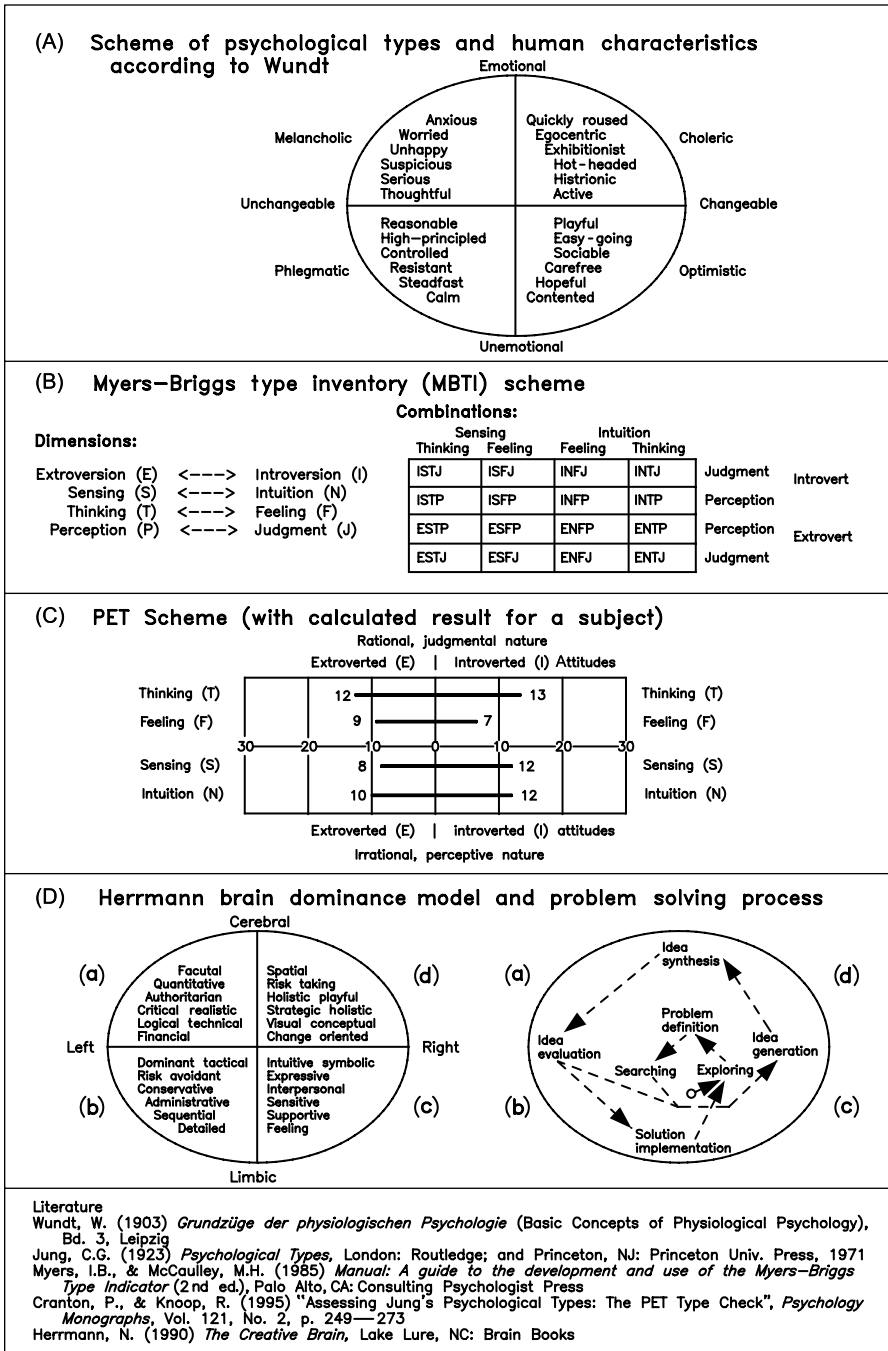 (A) Scheme of psychological types and human characteristics
according to Wundt
Emotional
Melancholic
Choleric
Unchangeable
Changeable
Phlegmatic
Optimistic
Anxious
Worried
Unhappy
Suspicious
Serious
Thoughtful
Quickly roused
Egocentric
Exhibitionist
Hot-headed
Histrionic
Active
Reasonable
High-principled
Controlled
Resistant
Steadfast
Calm
Playful
Easy-going
Sociable
Carefree
Hopeful
Contented
Unemotional
(B) Myers-Briggs type inventory (MBTI) scheme
Dimensions:
Extroversion (E) <---> Introversion (I)
Sensing (S) <---> Intuition (N)
Thinking (T) <---> Feeling (F)
Perception (P) <---> Judgment (J)
Combinations:
Sensing Intuition
Thinking Feeling Feeling Thinking
ISTJ ISFJ INFJ INTJ Judgment
Introvert
ISTP ISFP INFP INTP Perception
ESTP ESFP ENFP ENTP Perception
Extrovert
ESTJ ESFJ ENFJ ENTJ Judgment
(C) PET Scheme (with calculated result for a subject)
Rational, judgmental nature
Extroverted (E) | Introverted (I) Attitudes
Thinking (T) 12 13 Thinking (T)
Feeling (F) 9 7 Feeling (F)
30 20 10 0 10 20 30
Sensing (S) 8 12 Sensing (S)
Intuition (N) 10 12 Intuition (N)
Extroverted (E) | introverted (I) attitudes
Irrational, perceptive nature
(D) Herrmann brain dominance model and problem solving process
Cerebral
(a)
(d)
Facutal
Quantitative
Authoritarian
Critical realistic
Logical technical
Financial
Spatial
Risk taking
Holistic playful
Strategic holistic
Visual conceptual
Change oriented
Left
Right
Dominant tactical
Risk avoidant
Conservative
Administrative
Sequential
Detailed
Intuitive symbolic
Expressive
Interpersonal
Sensitive
Supportive
Feeling
(b)
(c)
Limbic
(a)
(d)
Idea
synthesis
Problem
definition
Idea
evaluation
Idea
generation
Searching
Exploring
(b)
(c)
Solution
implementation
Literature
Wundt, W. (1903) Grundzüge der physiologischen Psychologie (Basic Concepts of Physiological Psychology),
Bd. 3, Leipzig
Jung, C.G. (1923) Psychological Types, London: Routledge; and Princeton, NJ: Princeton Univ. Press, 1971
Myers, I.B., & McCaulley, M.H. (1985) Manual: A guide to the development and use of the Myers-Briggs
Type Indicator (2 nd ed.), Palo Alto, CA: Consulting Psychologist Press
Cranton, P., & Knoop, R. (1995) "Assessing Jung's Psychological Types: The PET Type Check", Psychology
Monographs, Vol. 121, No. 2, p. 249—273
Herrmann, N. (1990) The Creative Brain, Lake Lure, NC: Brain Books